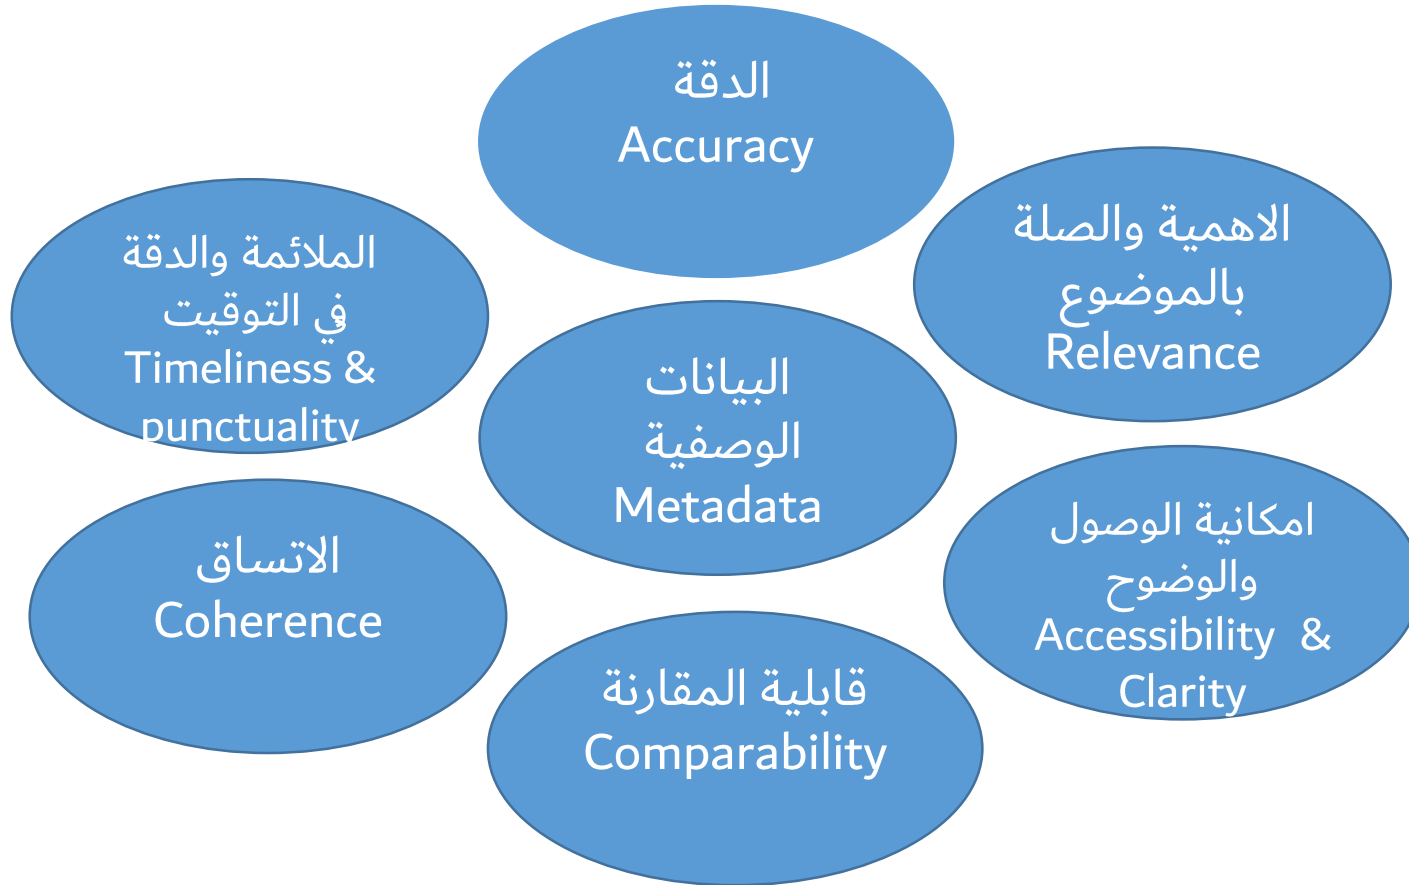 الدقة
Accuracy
الاهمية والصلة
بالموضوع
Relevance
الملائمة والدقة
في التوقيت
Timeliness &
punctuality
البيانات
الوصفية
Metadata
امكانية الوصول
والوضوح
Accessibility &
Clarity
الاتساق
Coherence
قابلية المقارنة
Comparability